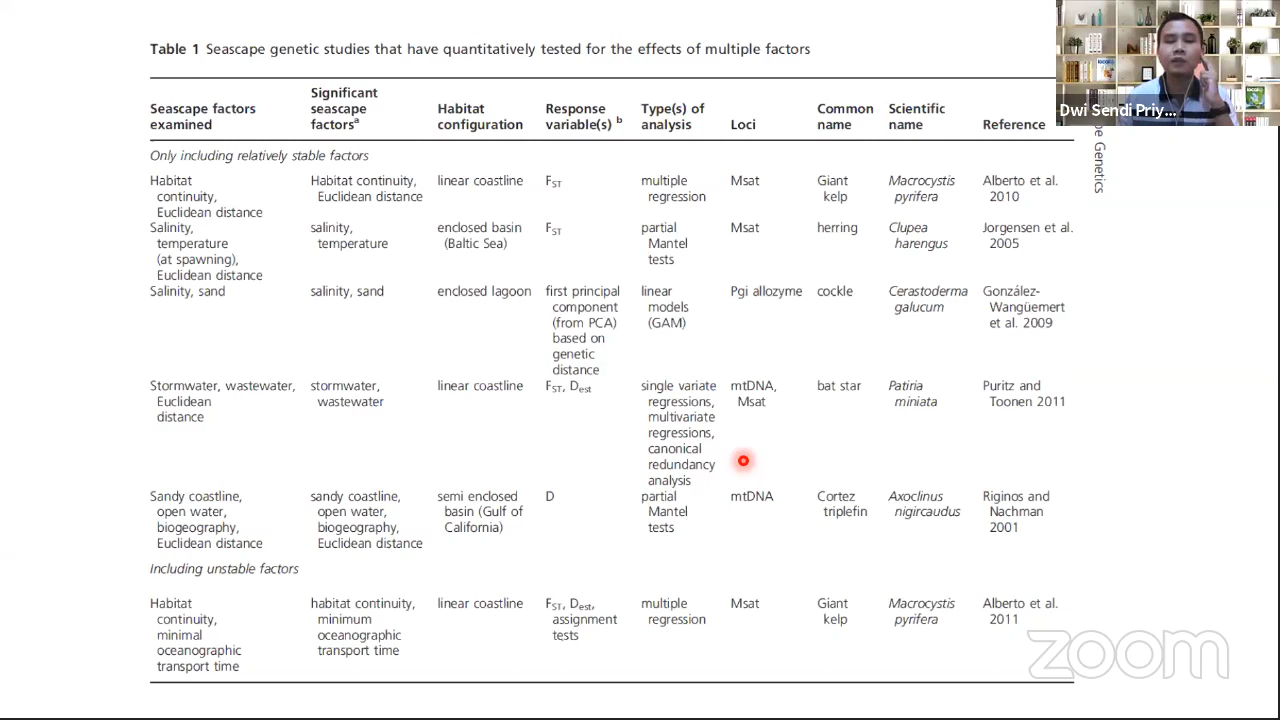 Table 1 Seascape genetic studies that have quantitatively tested for the effects of multiple factors
Seascape factors examined Significant seascape factorsa Habitat configuration Response variable(s) b Type(s) of analysis Loci Common name Scientific name Reference
Only including relatively stable factors
Habitat continuity, Euclidean distance Habitat continuity, Euclidean distance linear coastline FST multiple regression Msat Giant kelp Macrocystis pyrifera Alberto et al. 2010
Salinity, temperature (at spawning), Euclidean distance salinity, temperature enclosed basin (Baltic Sea) FST partial Mantel tests Msat herring Clupea harengus Jorgensen et al. 2005
Salinity, sand salinity, sand enclosed lagoon first principal component (from PCA) based on genetic distance linear models (GAM) Pgi allozyme cockle Cerastoderma galucum González-Wangüemert et al. 2009
Stormwater, wastewater, Euclidean distance stormwater, wastewater linear coastline FST, Dest single variate regressions, multivariate regressions, canonical redundancy analysis mtDNA, Msat bat star Patiria miniata Puritz and Toonen 2011
Sandy coastline, open water, biogeography, Euclidean distance sandy coastline, open water, biogeography, Euclidean distance semi enclosed basin (Gulf of California) D partial Mantel tests mtDNA Cortez triplefin Axoclinus nigircaudus Riginos and Nachman 2001
Including unstable factors
Habitat continuity, minimal oceanographic transport time habitat continuity, minimum oceanographic transport time linear coastline FST, Dest, assignment tests multiple regression Msat Giant kelp Macrocystis pyrifera Alberto et al. 2011
Dwi Sendi Priy...
pe Genetics
zoom